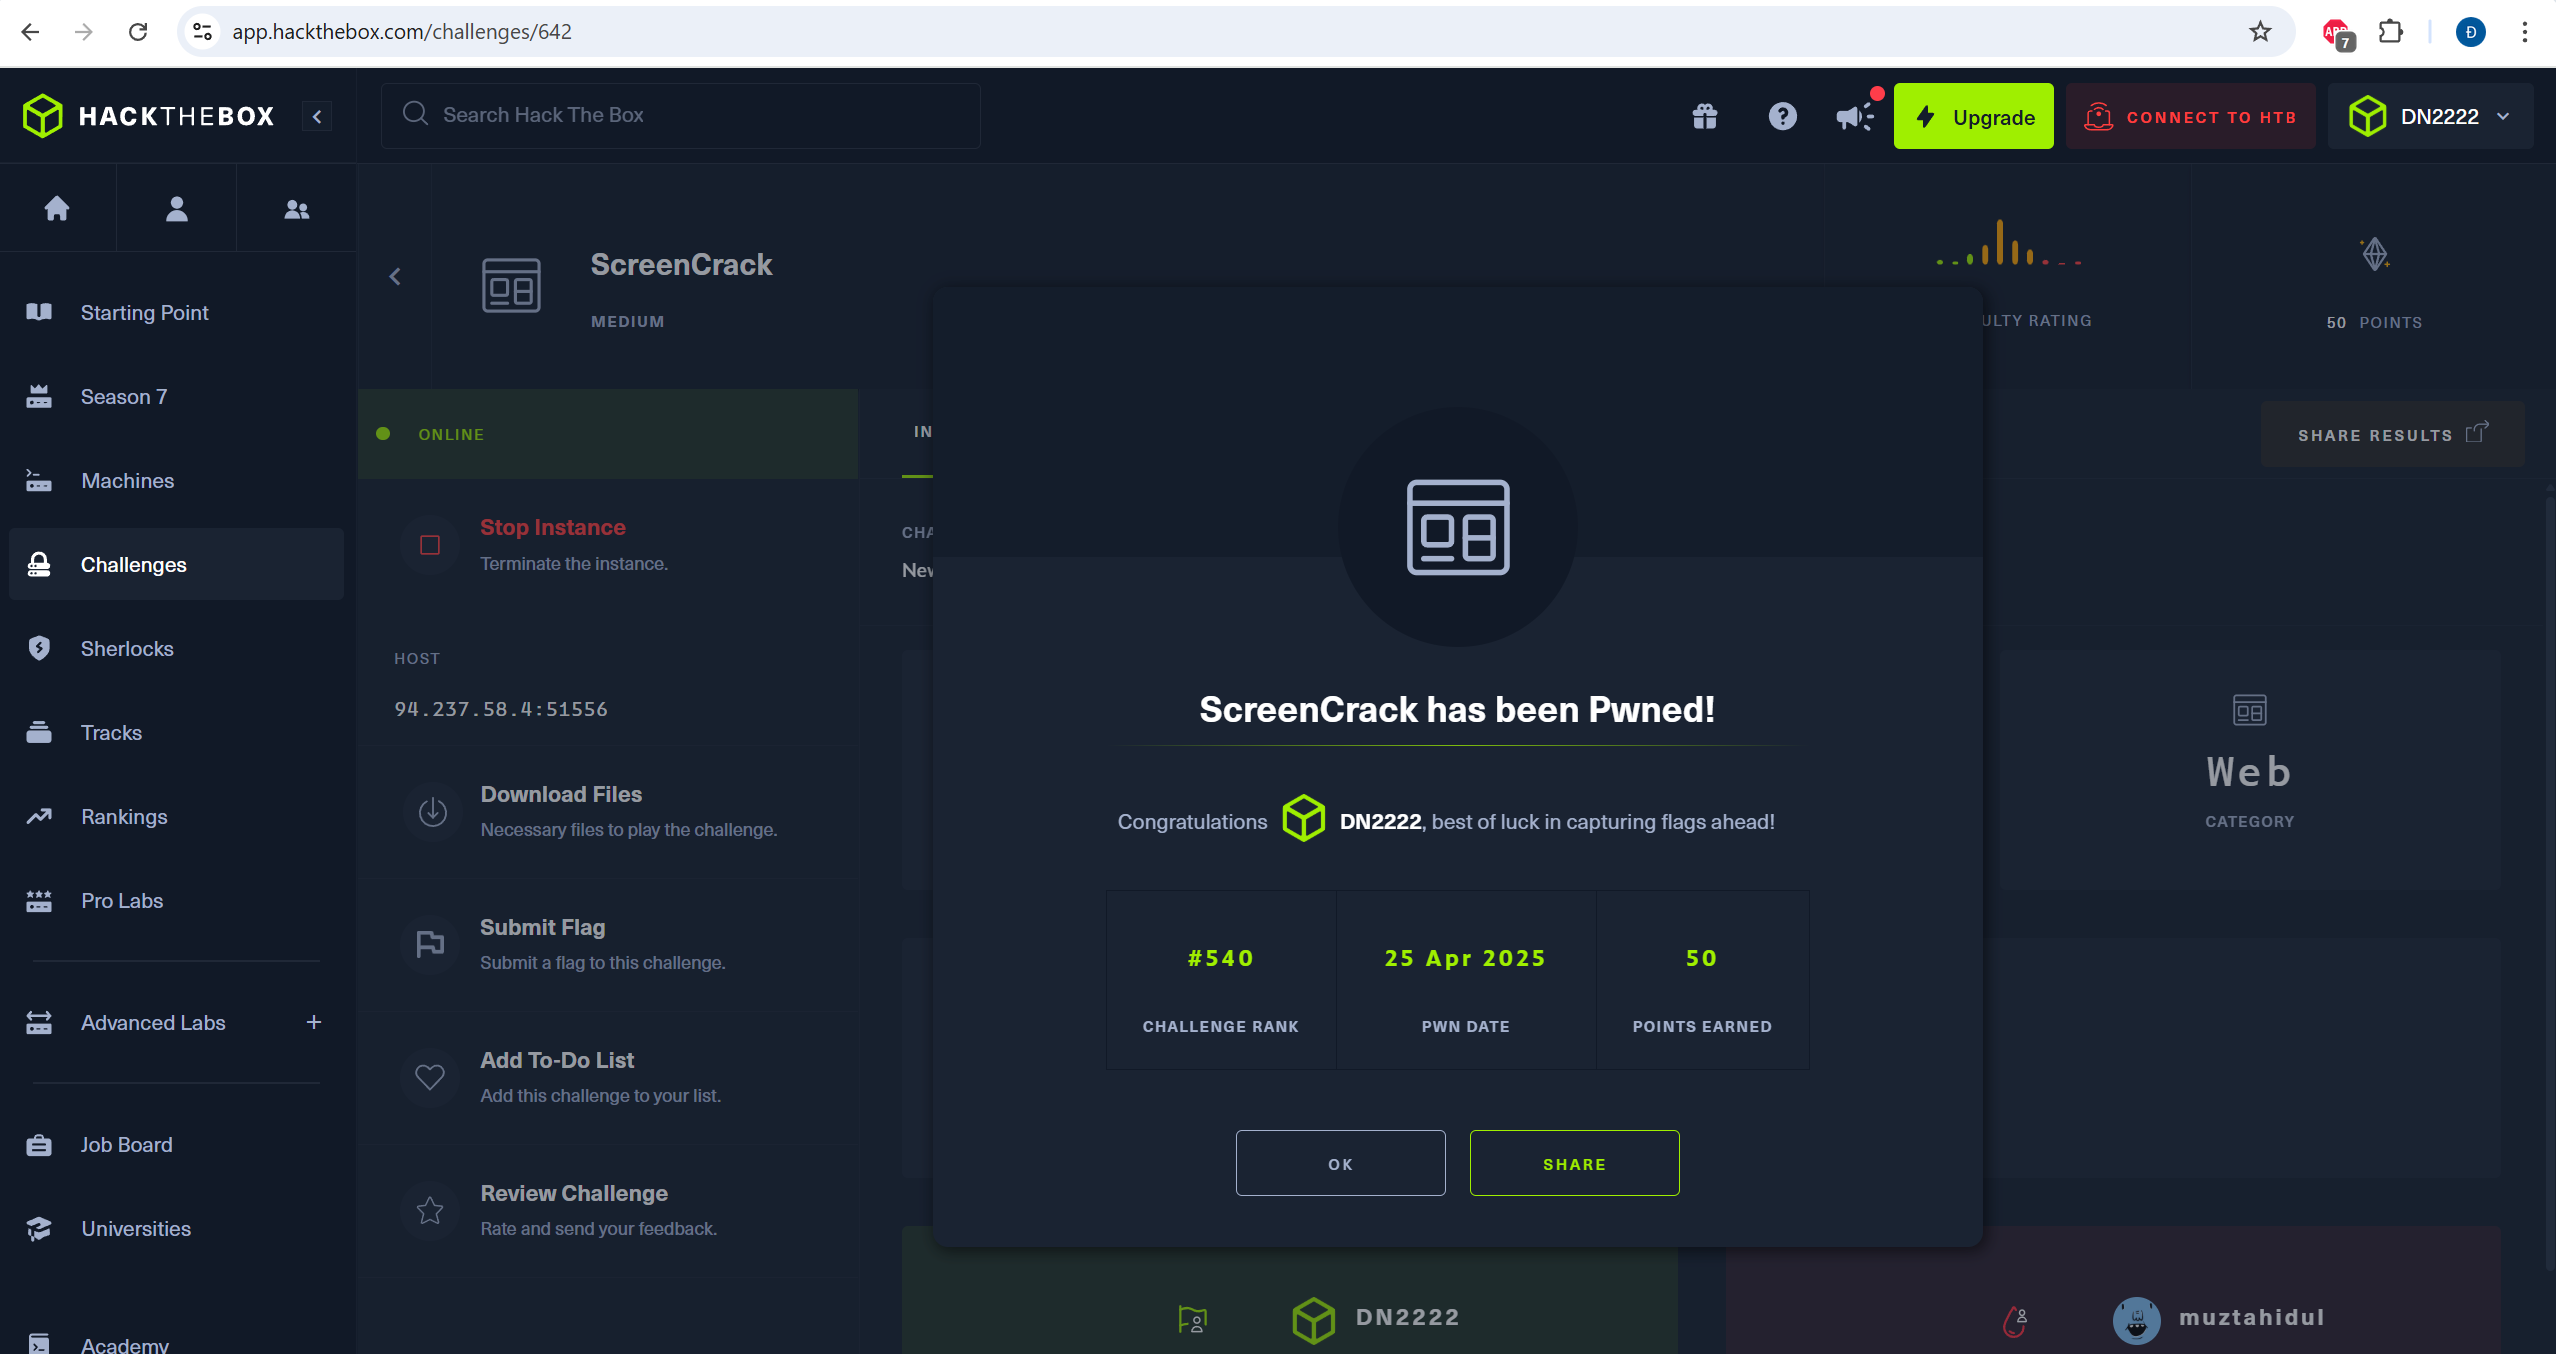 app.hackthebox.com/challenges/642
7
Đ
HACKTHEBOX
Search Hack The Box
Upgrade
CONNECT TO HTB
DN2222
Starting Point
Season 7
Machines
Challenges
Sherlocks
Tracks
Rankings
Pro Labs
Advanced Labs
+
Job Board
Universities
Academy
ScreenCrack
MEDIUM
ULTY RATING
50 POINTS
ONLINE
IN
SHARE RESULTS
Stop Instance
Terminate the instance.
CHA
New
HOST
94.237.58.4:51556
Download Files
Necessary files to play the challenge.
Submit Flag
Submit a flag to this challenge.
Add To-Do List
Add this challenge to your list.
Review Challenge
Rate and send your feedback.
Web
CATEGORY
ScreenCrack has been Pwned!
Congratulations DN2222, best of luck in capturing flags ahead!
#540
CHALLENGE RANK
25 Apr 2025
PWN DATE
50
POINTS EARNED
OK
SHARE
DN2222
muztahidul